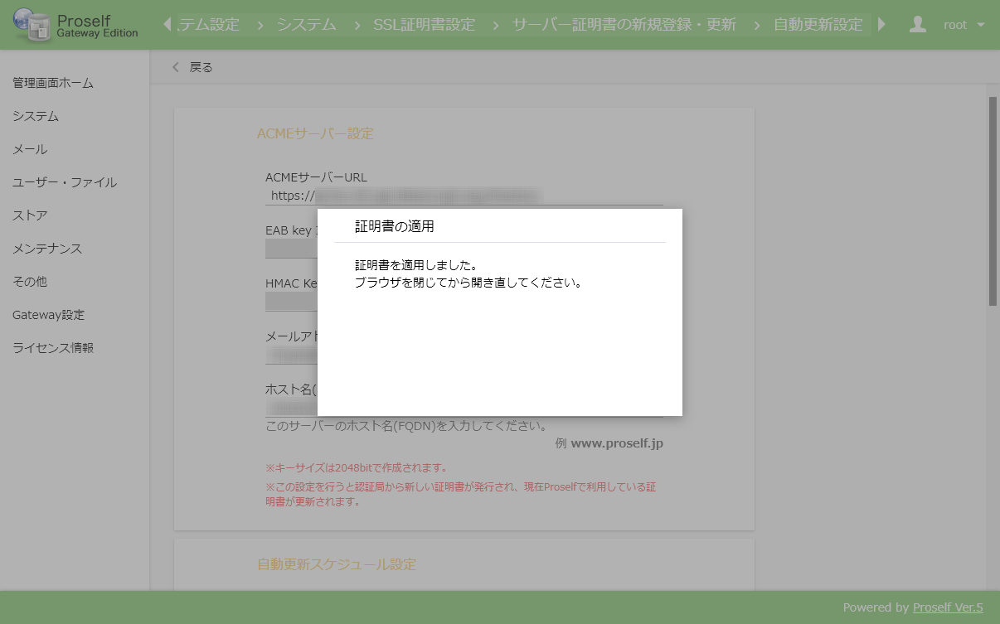 Proself
Gateway Edition
ステム設定 > システム > SSL証明書設定 > サーバー証明書の新規登録・更新 > 自動更新設定
root
戻る
管理画面ホーム
システム
メール
ユーザー・ファイル
ストア
メンテナンス
その他
Gateway設定
ライセンス情報
ACMEサーバー設定
ACMEサーバーURL
https://
EAB key
HMAC Ke
メールアド
ホスト名(
証明書の適用
証明書を適用しました。
ブラウザを閉じてから開き直してください。
このサーバーのホスト名(FQDN)を入力してください。
例 www.proself.jp
※キーサイズは2048bitで作成されます。
※この設定を行うと認証局から新しい証明書が発行され、現在Proselfで利用している証
明書が更新されます。
自動更新スケジュール設定
Powered by Proself Ver.5